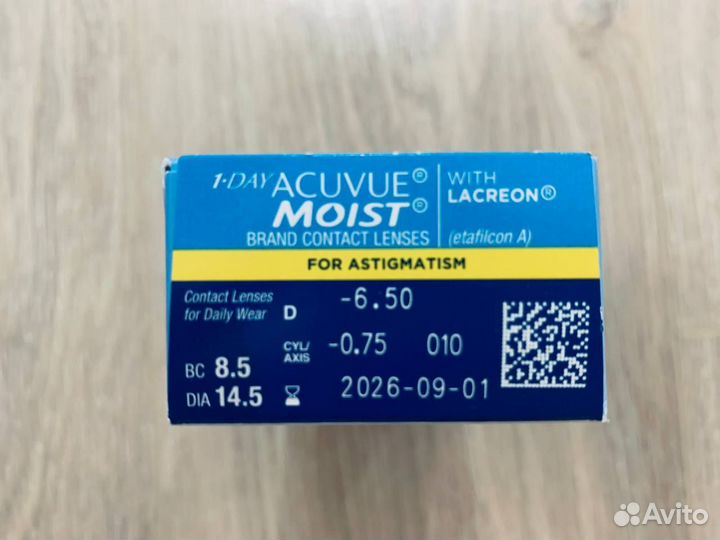 1·DAY ACUVUE®
MOIST®
BRAND CONTACT LENSES
WITH
LACREON®
(etafilcon A)
FOR ASTIGMATISM
Contact Lenses
for Daily Wear
D -6.50
CYL/
AXIS -0.75 010
BC 8.5
DIA 14.5
2026-09-01
Avito